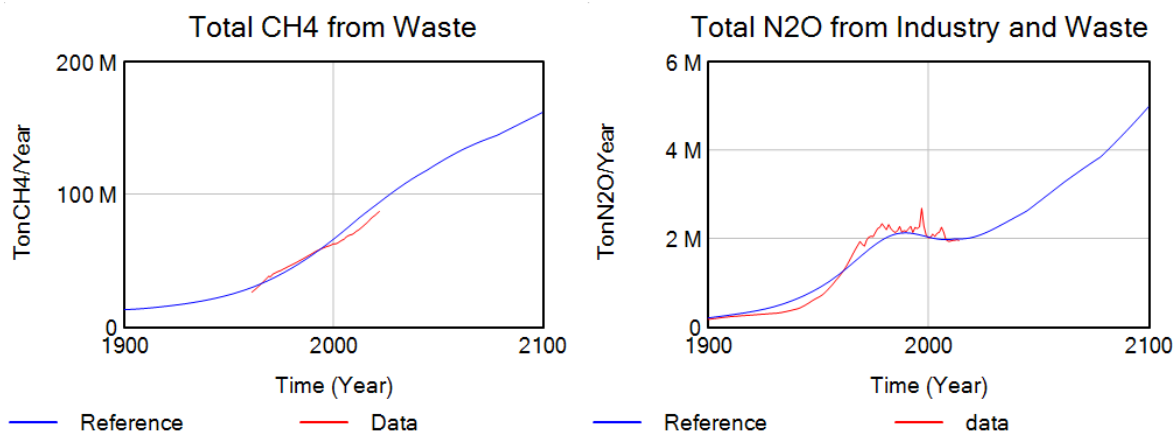 Total CH4 from Waste
200 M
100 M
0
TonCH4/Year
1900
2000
2100
Time (Year)
Reference
Data
Total N2O from Industry and Waste
6 M
4 M
2 M
0
TonN2O/Year
1900
2000
2100
Time (Year)
Reference
data